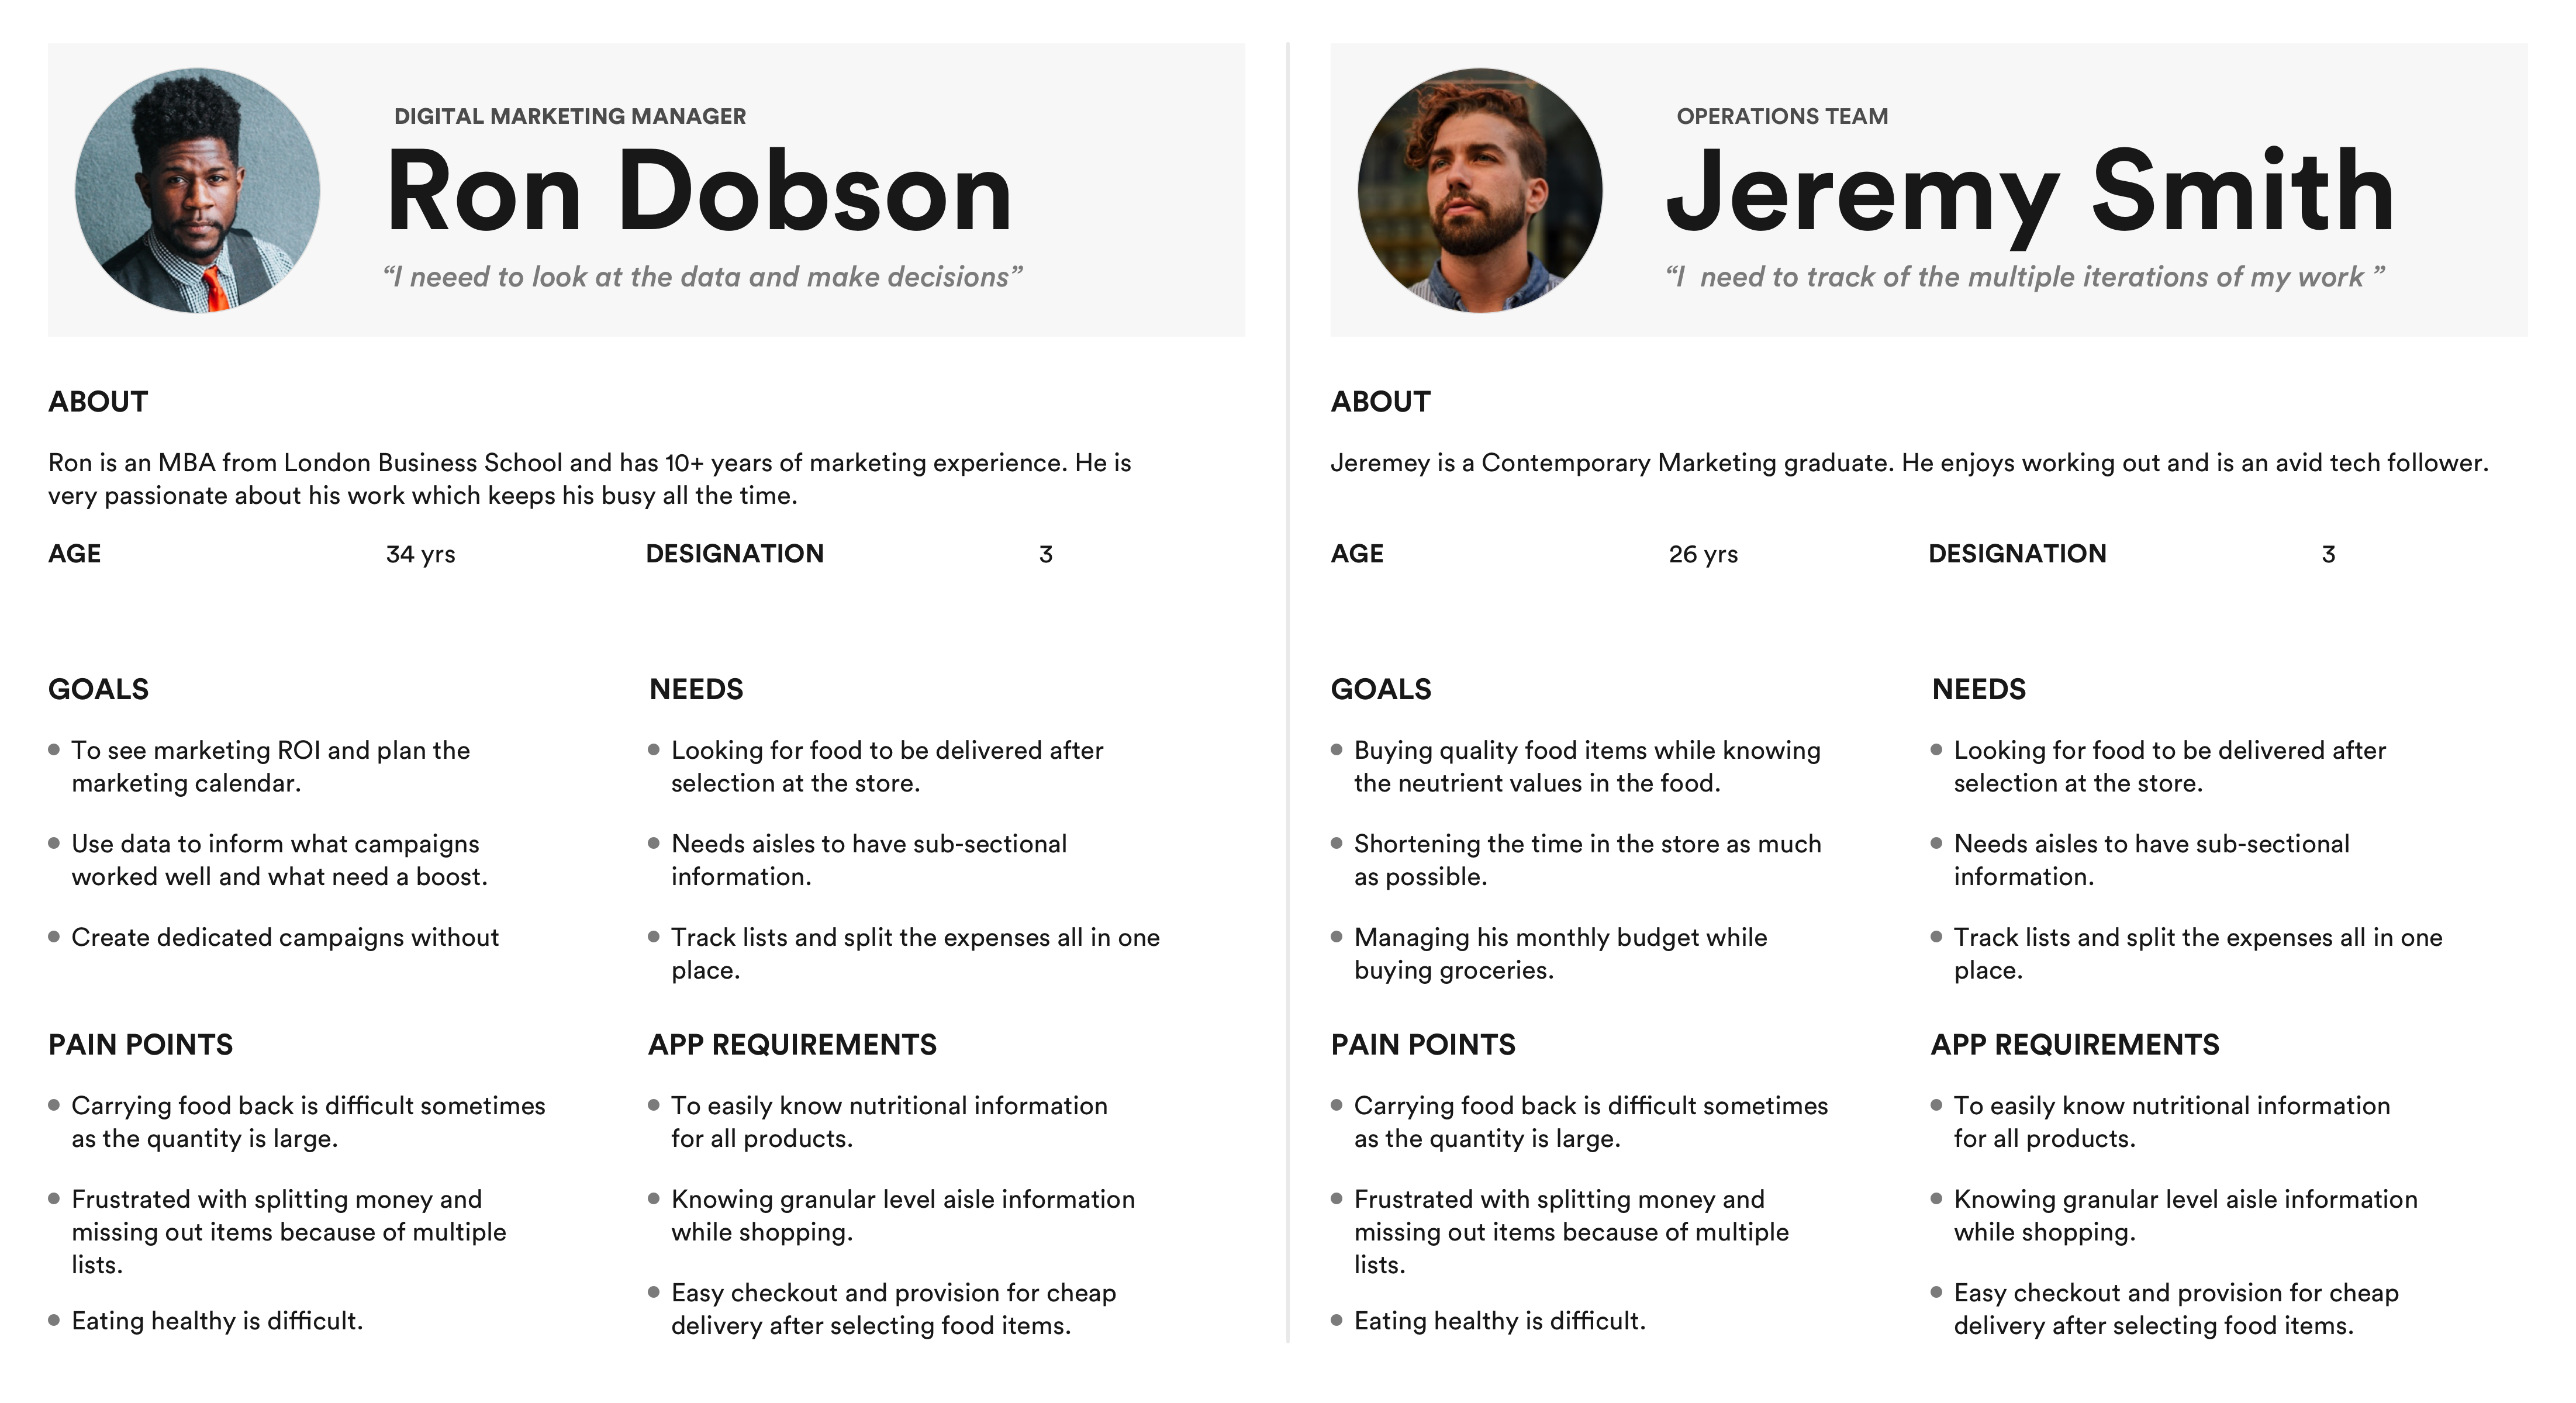 DIGITAL MARKETING MANAGER
Ron Dobson
“I neeed to look at the data and make decisions”
ABOUT
Ron is an MBA from London Business School and has 10+ years of marketing experience. He is
very passionate about his work which keeps his busy all the time.
AGE 34 yrs DESIGNATION 3
GOALS
To see marketing ROI and plan the
marketing calendar.
Use data to inform what campaigns
worked well and what need a boost.
Create dedicated campaigns without
NEEDS
Looking for food to be delivered after
selection at the store.
Needs aisles to have sub-sectional
information.
Track lists and split the expenses all in one
place.
PAIN POINTS
Carrying food back is difficult sometimes
as the quantity is large.
Frustrated with splitting money and
missing out items because of multiple
lists.
Eating healthy is difficult.
APP REQUIREMENTS
To easily know nutritional information
for all products.
Knowing granular level aisle information
while shopping.
Easy checkout and provision for cheap
delivery after selecting food items.
OPERATIONS TEAM
Jeremy Smith
“I  need to track of the multiple iterations of my work ”
ABOUT
Jeremey is a Contemporary Marketing graduate. He enjoys working out and is an avid tech follower.
AGE 26 yrs DESIGNATION 3
GOALS
Buying quality food items while knowing
the neutrient values in the food.
Shortening the time in the store as much
as possible.
Managing his monthly budget while
buying groceries.
NEEDS
Looking for food to be delivered after
selection at the store.
Needs aisles to have sub-sectional
information.
Track lists and split the expenses all in one
place.
PAIN POINTS
Carrying food back is difficult sometimes
as the quantity is large.
Frustrated with splitting money and
missing out items because of multiple
lists.
Eating healthy is difficult.
APP REQUIREMENTS
To easily know nutritional information
for all products.
Knowing granular level aisle information
while shopping.
Easy checkout and provision for cheap
delivery after selecting food items.